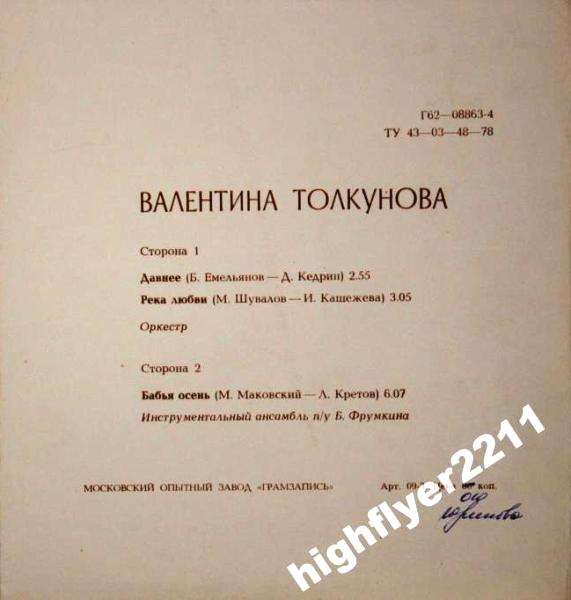 Г62—08863-4
ТУ 43—03—48—78
ВАЛЕНТИНА ТОЛКУНОВА
Сторона 1
Давнее (Б. Емельянов — Д. Кедрин) 2.55
Река любви (М. Шувалов — И. Кашежева) 3.05
Оркестр
Сторона 2
Бабья осень (М. Маковский — Л. Кретов) 6.07
Инструментальный ансамбль п/у Б. Фрумкина
МОСКОВСКИЙ ОПЫТНЫЙ ЗАВОД «ГРАМЗАПИСЬ»
Арт. коп.
highflyer2211